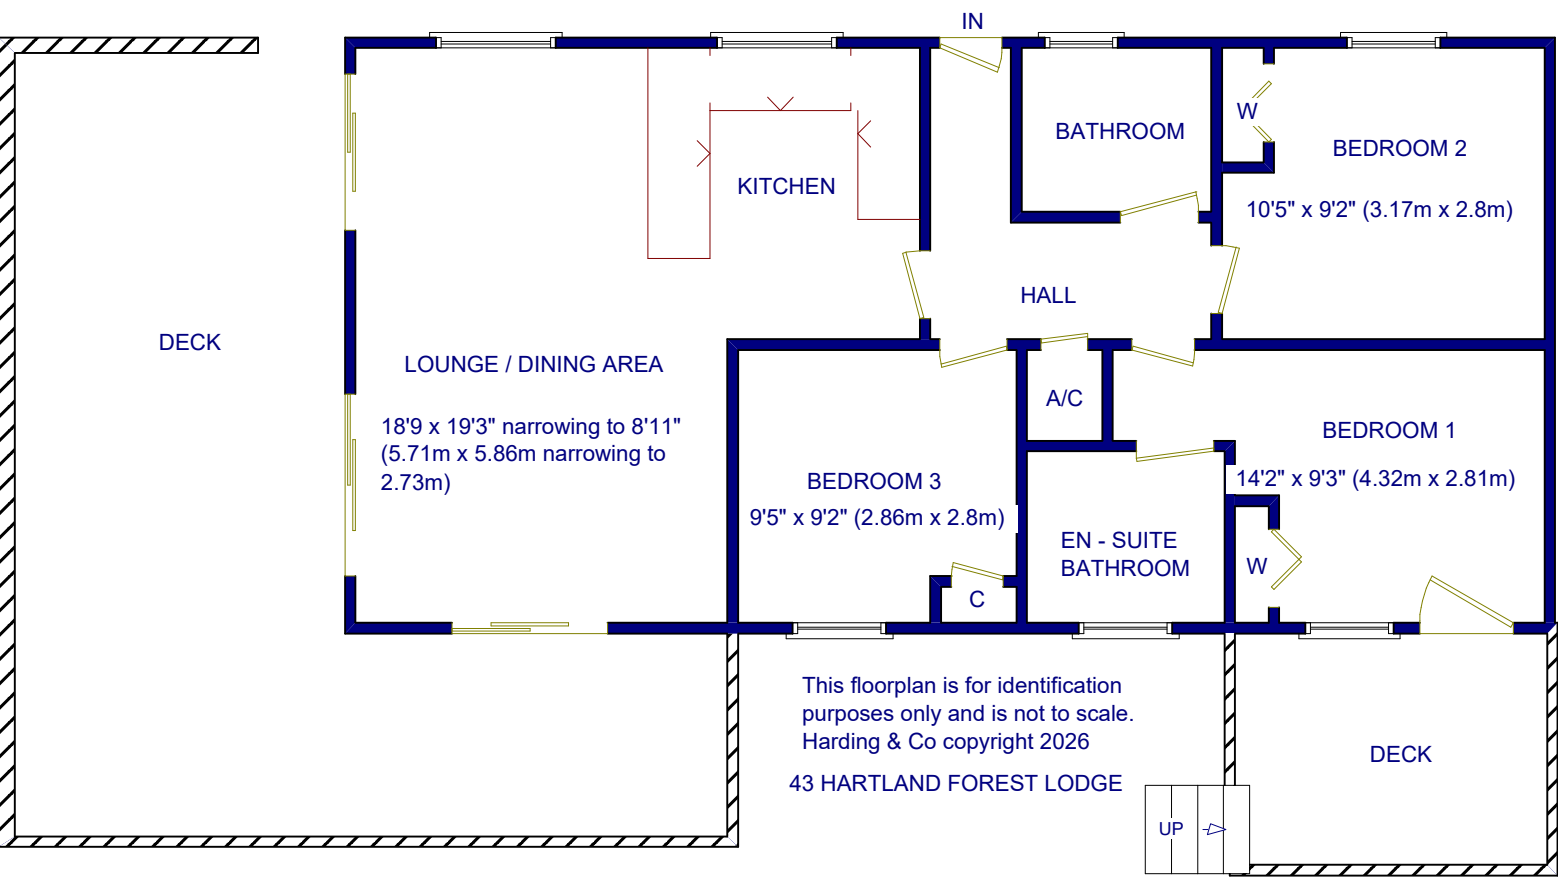 IN
BATHROOM
W
BEDROOM 2
10'5" x 9'2" (3.17m x 2.8m)
KITCHEN
HALL
DECK
LOUNGE / DINING AREA
18'9 x 19'3" narrowing to 8'11"
(5.71m x 5.86m narrowing to
2.73m)
A/C
BEDROOM 1
14'2" x 9'3" (4.32m x 2.81m)
BEDROOM 3
9'5" x 9'2" (2.86m x 2.8m)
EN - SUITE
BATHROOM
W
C
This floorplan is for identification
purposes only and is not to scale.
Harding & Co copyright 2026
43 HARTLAND FOREST LODGE
DECK
UP